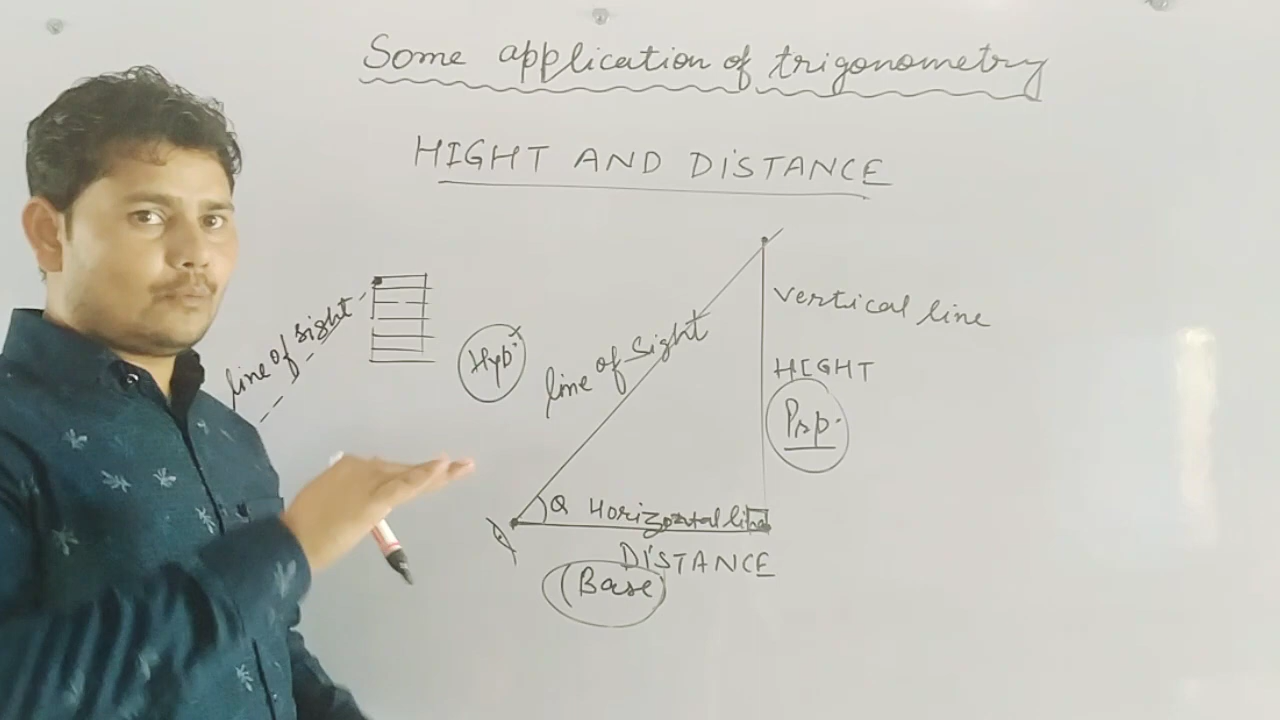 Some application of trigonometry
HIGHT AND DISTANCE
line of sight
Hyp.
line of sight
vertical line
HEGHT
Prp.
Q Horizontal line
DISTANCE
(Base)